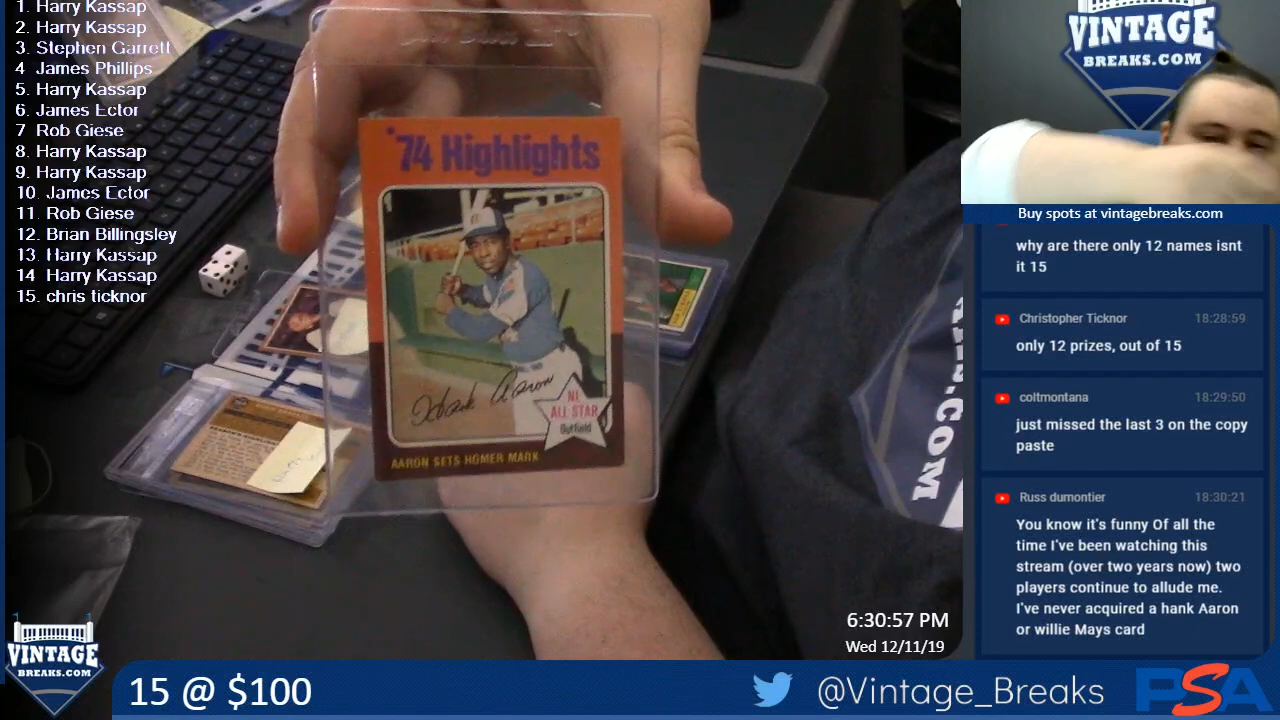 1. Harry Kassap
2. Harry Kassap
3. Stephen Garrett
4 James Phillips
5. Harry Kassap
6. James Ector
7 Rob Giese
8. Harry Kassap
9. Harry Kassap
10. James Ector
11. Rob Giese
12. Brian Billingsley
13. Harry Kassap
14 Harry Kassap
15. chris ticknor
'74 Highlights
Hank Aaron
NL
ALL STAR
Outfield
AARON SETS HOMER MARK
VINTAGE
BREAKS.COM
Buy spots at vintagebreaks.com
why are there only 12 names isnt
it 15
Christopher Ticknor 18:28:59
only 12 prizes, out of 15
coltmontana 18:29:50
just missed the last 3 on the copy
paste
Russ dumontier 18:30:21
You know it's funny Of all the
time I've been watching this
stream (over two years now) two
players continue to allude me.
I've never acquired a hank Aaron
or willie Mays card
6:30:57 PM
Wed 12/11/19
VINTAGE
BREAKS.COM
15 @ $100
@Vintage_Breaks
PSA